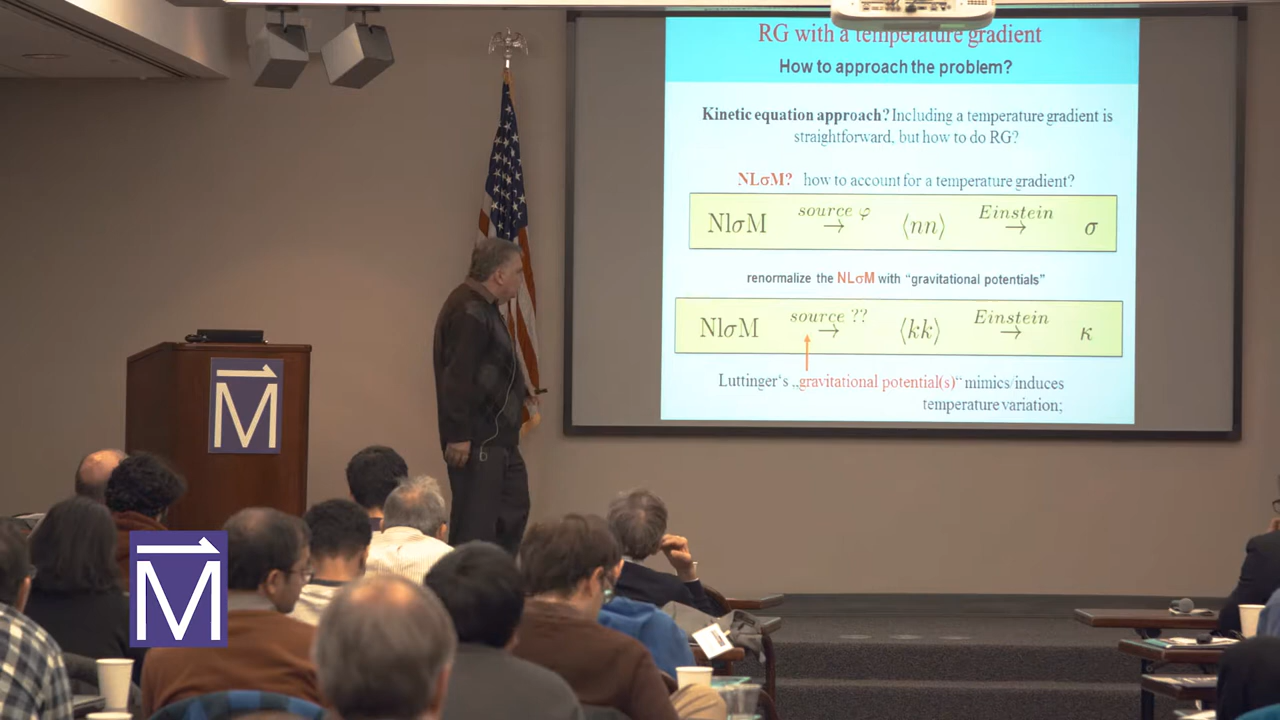 RG with a temperature gradient
How to approach the problem?
Kinetic equation approach? Including a temperature gradient is
straightforward, but how to do RG?
NLσM? how to account for a temperature gradient?
NlσM source φ → ⟨nn⟩ Einstein → σ
renormalize the NLσM with "gravitational potentials"
NlσM source ?? → ⟨kk⟩ Einstein → κ
Luttinger's „gravitational potential(s)" mimics/induces
temperature variation;
M
M